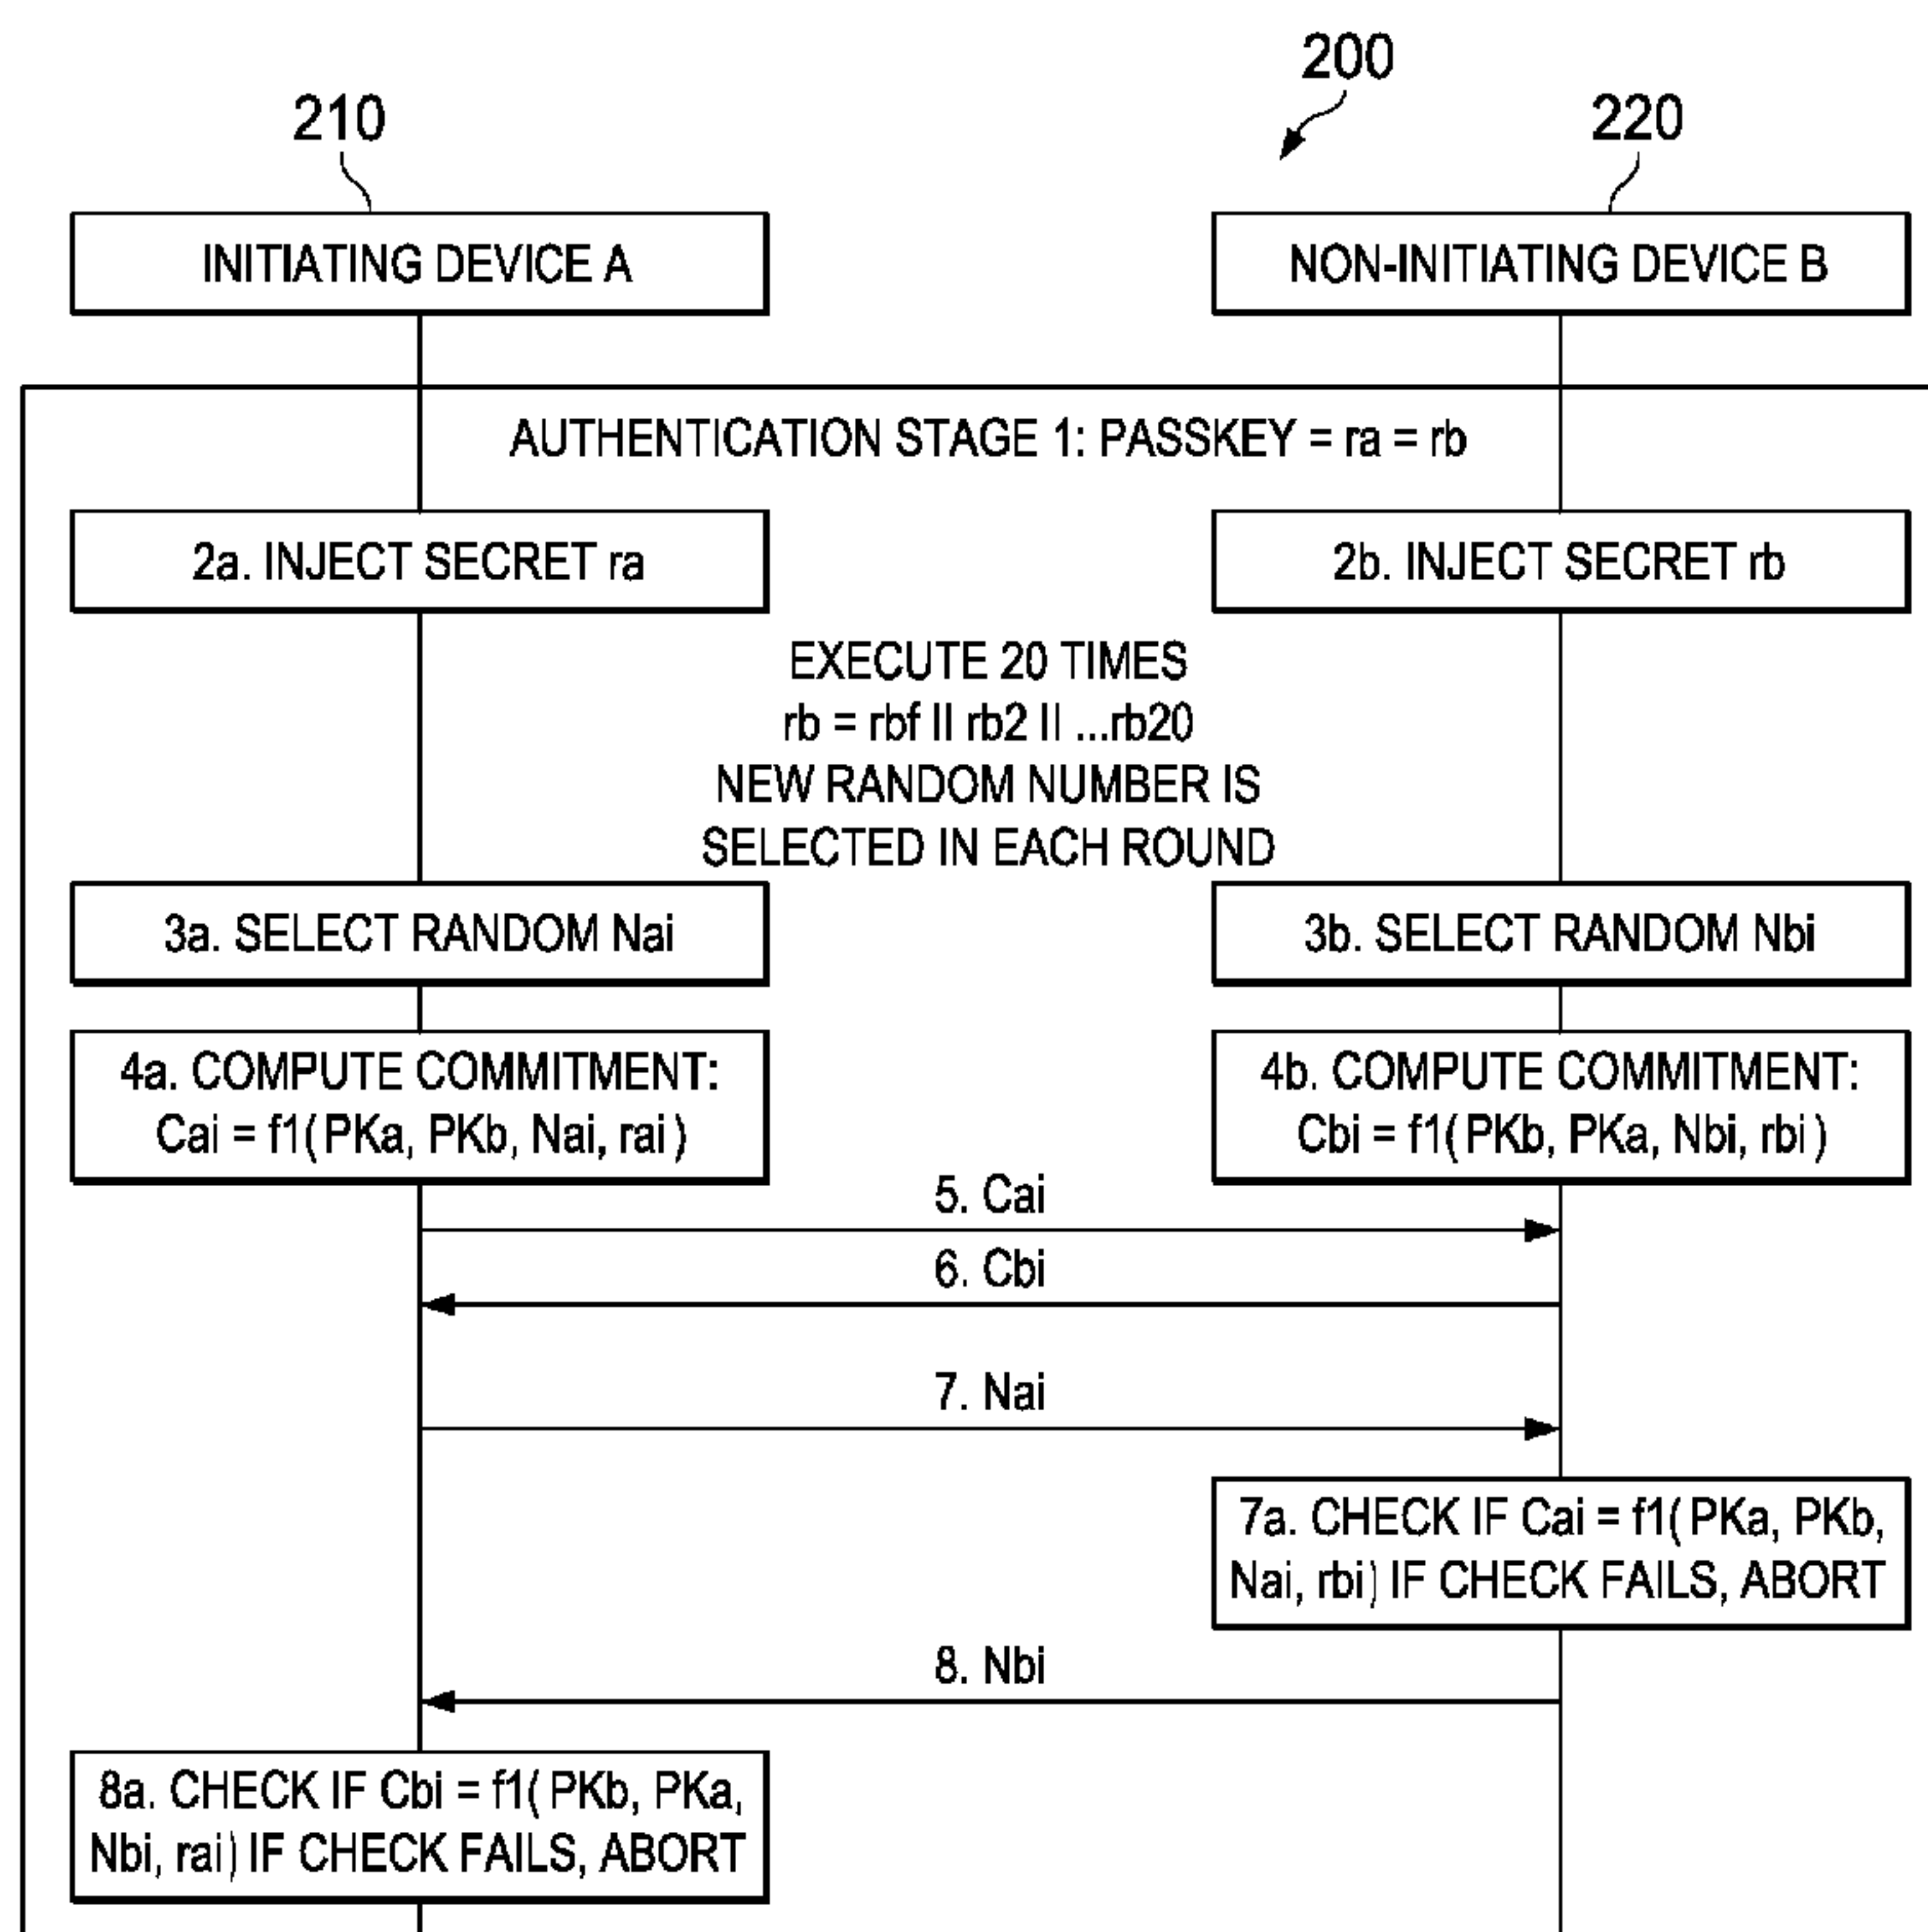 200
210
220
INITIATING DEVICE A
NON-INITIATING DEVICE B
AUTHENTICATION STAGE 1: PASSKEY = ra = rb
2a. INJECT SECRET ra
2b. INJECT SECRET rb
EXECUTE 20 TIMES
rb = rbf II rb2 II ...rb20
NEW RANDOM NUMBER IS
SELECTED IN EACH ROUND
3a. SELECT RANDOM Nai
3b. SELECT RANDOM Nbi
4a. COMPUTE COMMITMENT:
Cai = f1(PKa, PKb, Nai, rai)
4b. COMPUTE COMMITMENT:
Cbi = f1(PKb, PKa, Nbi, rbi)
5. Cai
6. Cbi
7. Nai
7a. CHECK IF Cai = f1(PKa, PKb,
Nai, rbi) IF CHECK FAILS, ABORT
8. Nbi
8a. CHECK IF Cbi = f1(PKb, PKa,
Nbi, rai) IF CHECK FAILS, ABORT